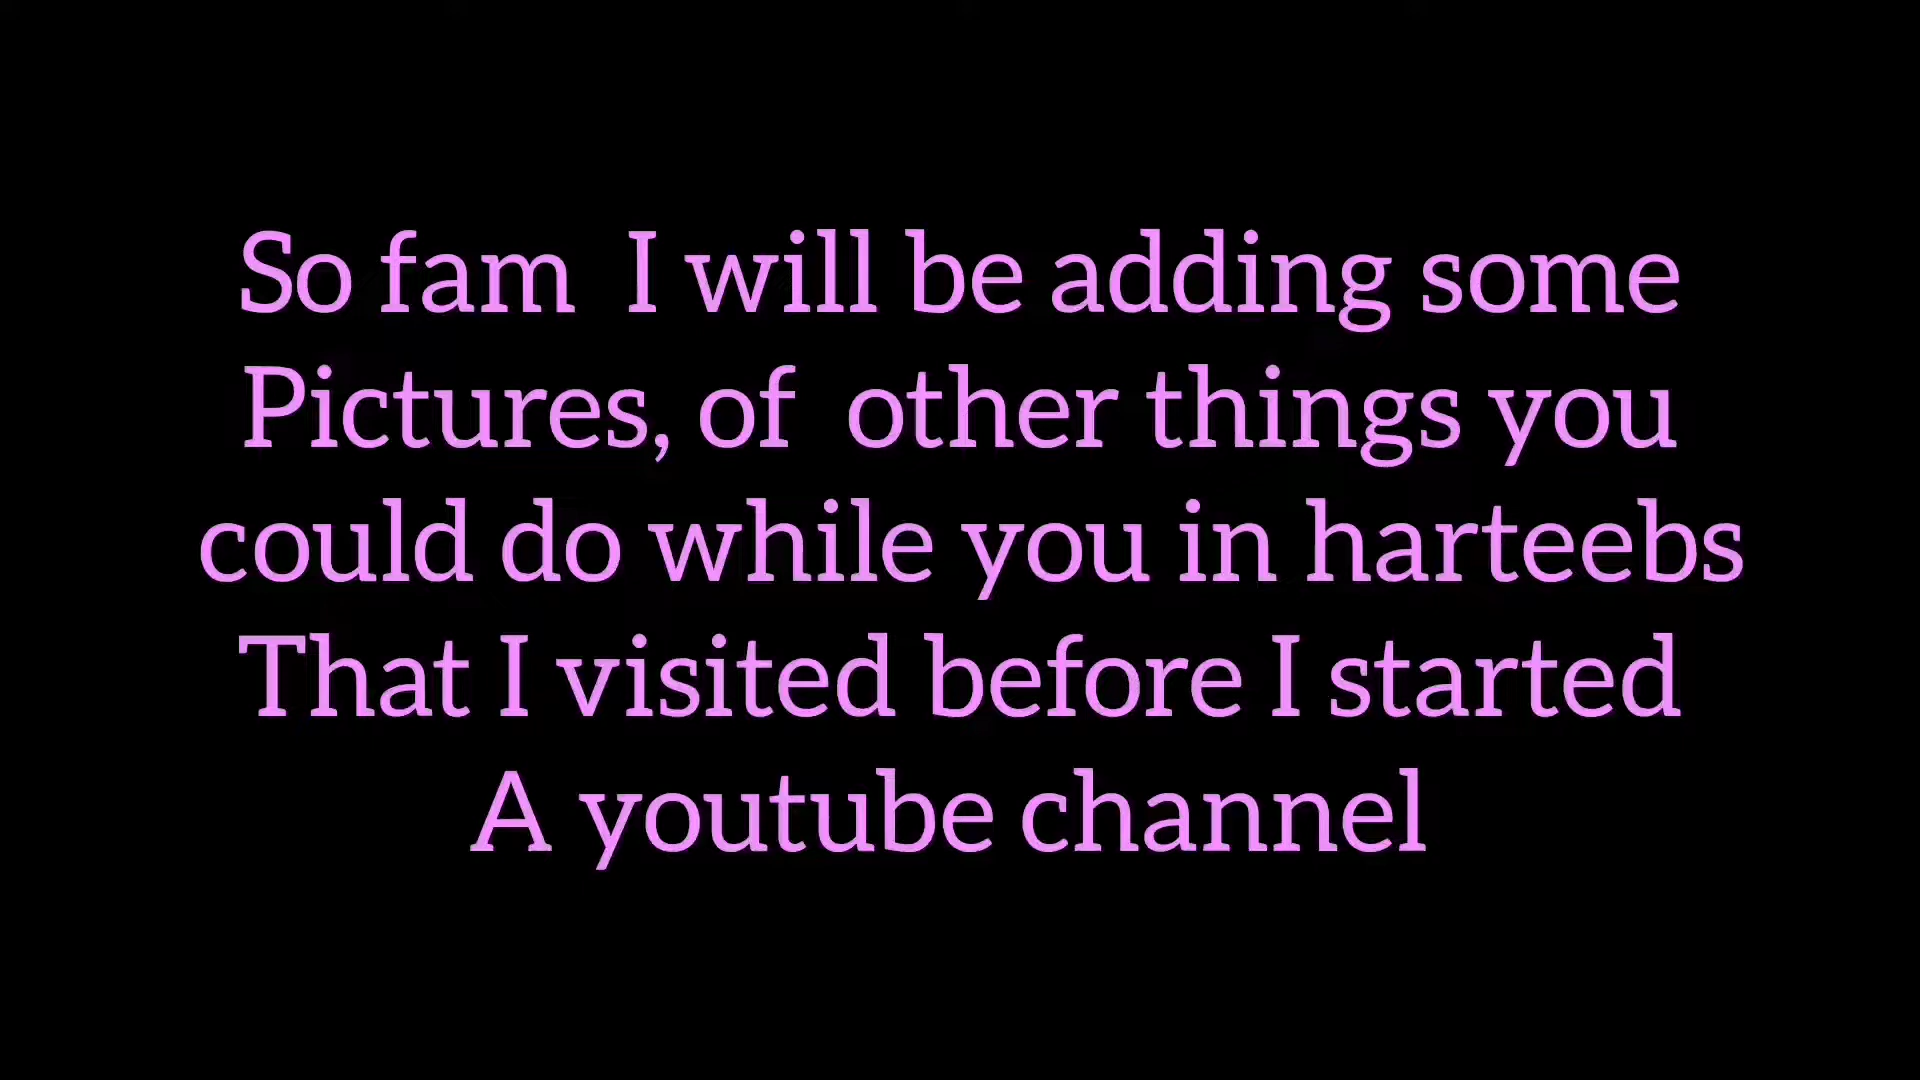 So fam  I will be adding some
Pictures, of  other things you
could do while you in harteebs
That I visited before I started
A youtube channel